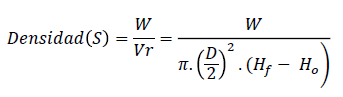 Densidad(S) = W/Vr = W/(π.(D/2)².(H_f − H_o))